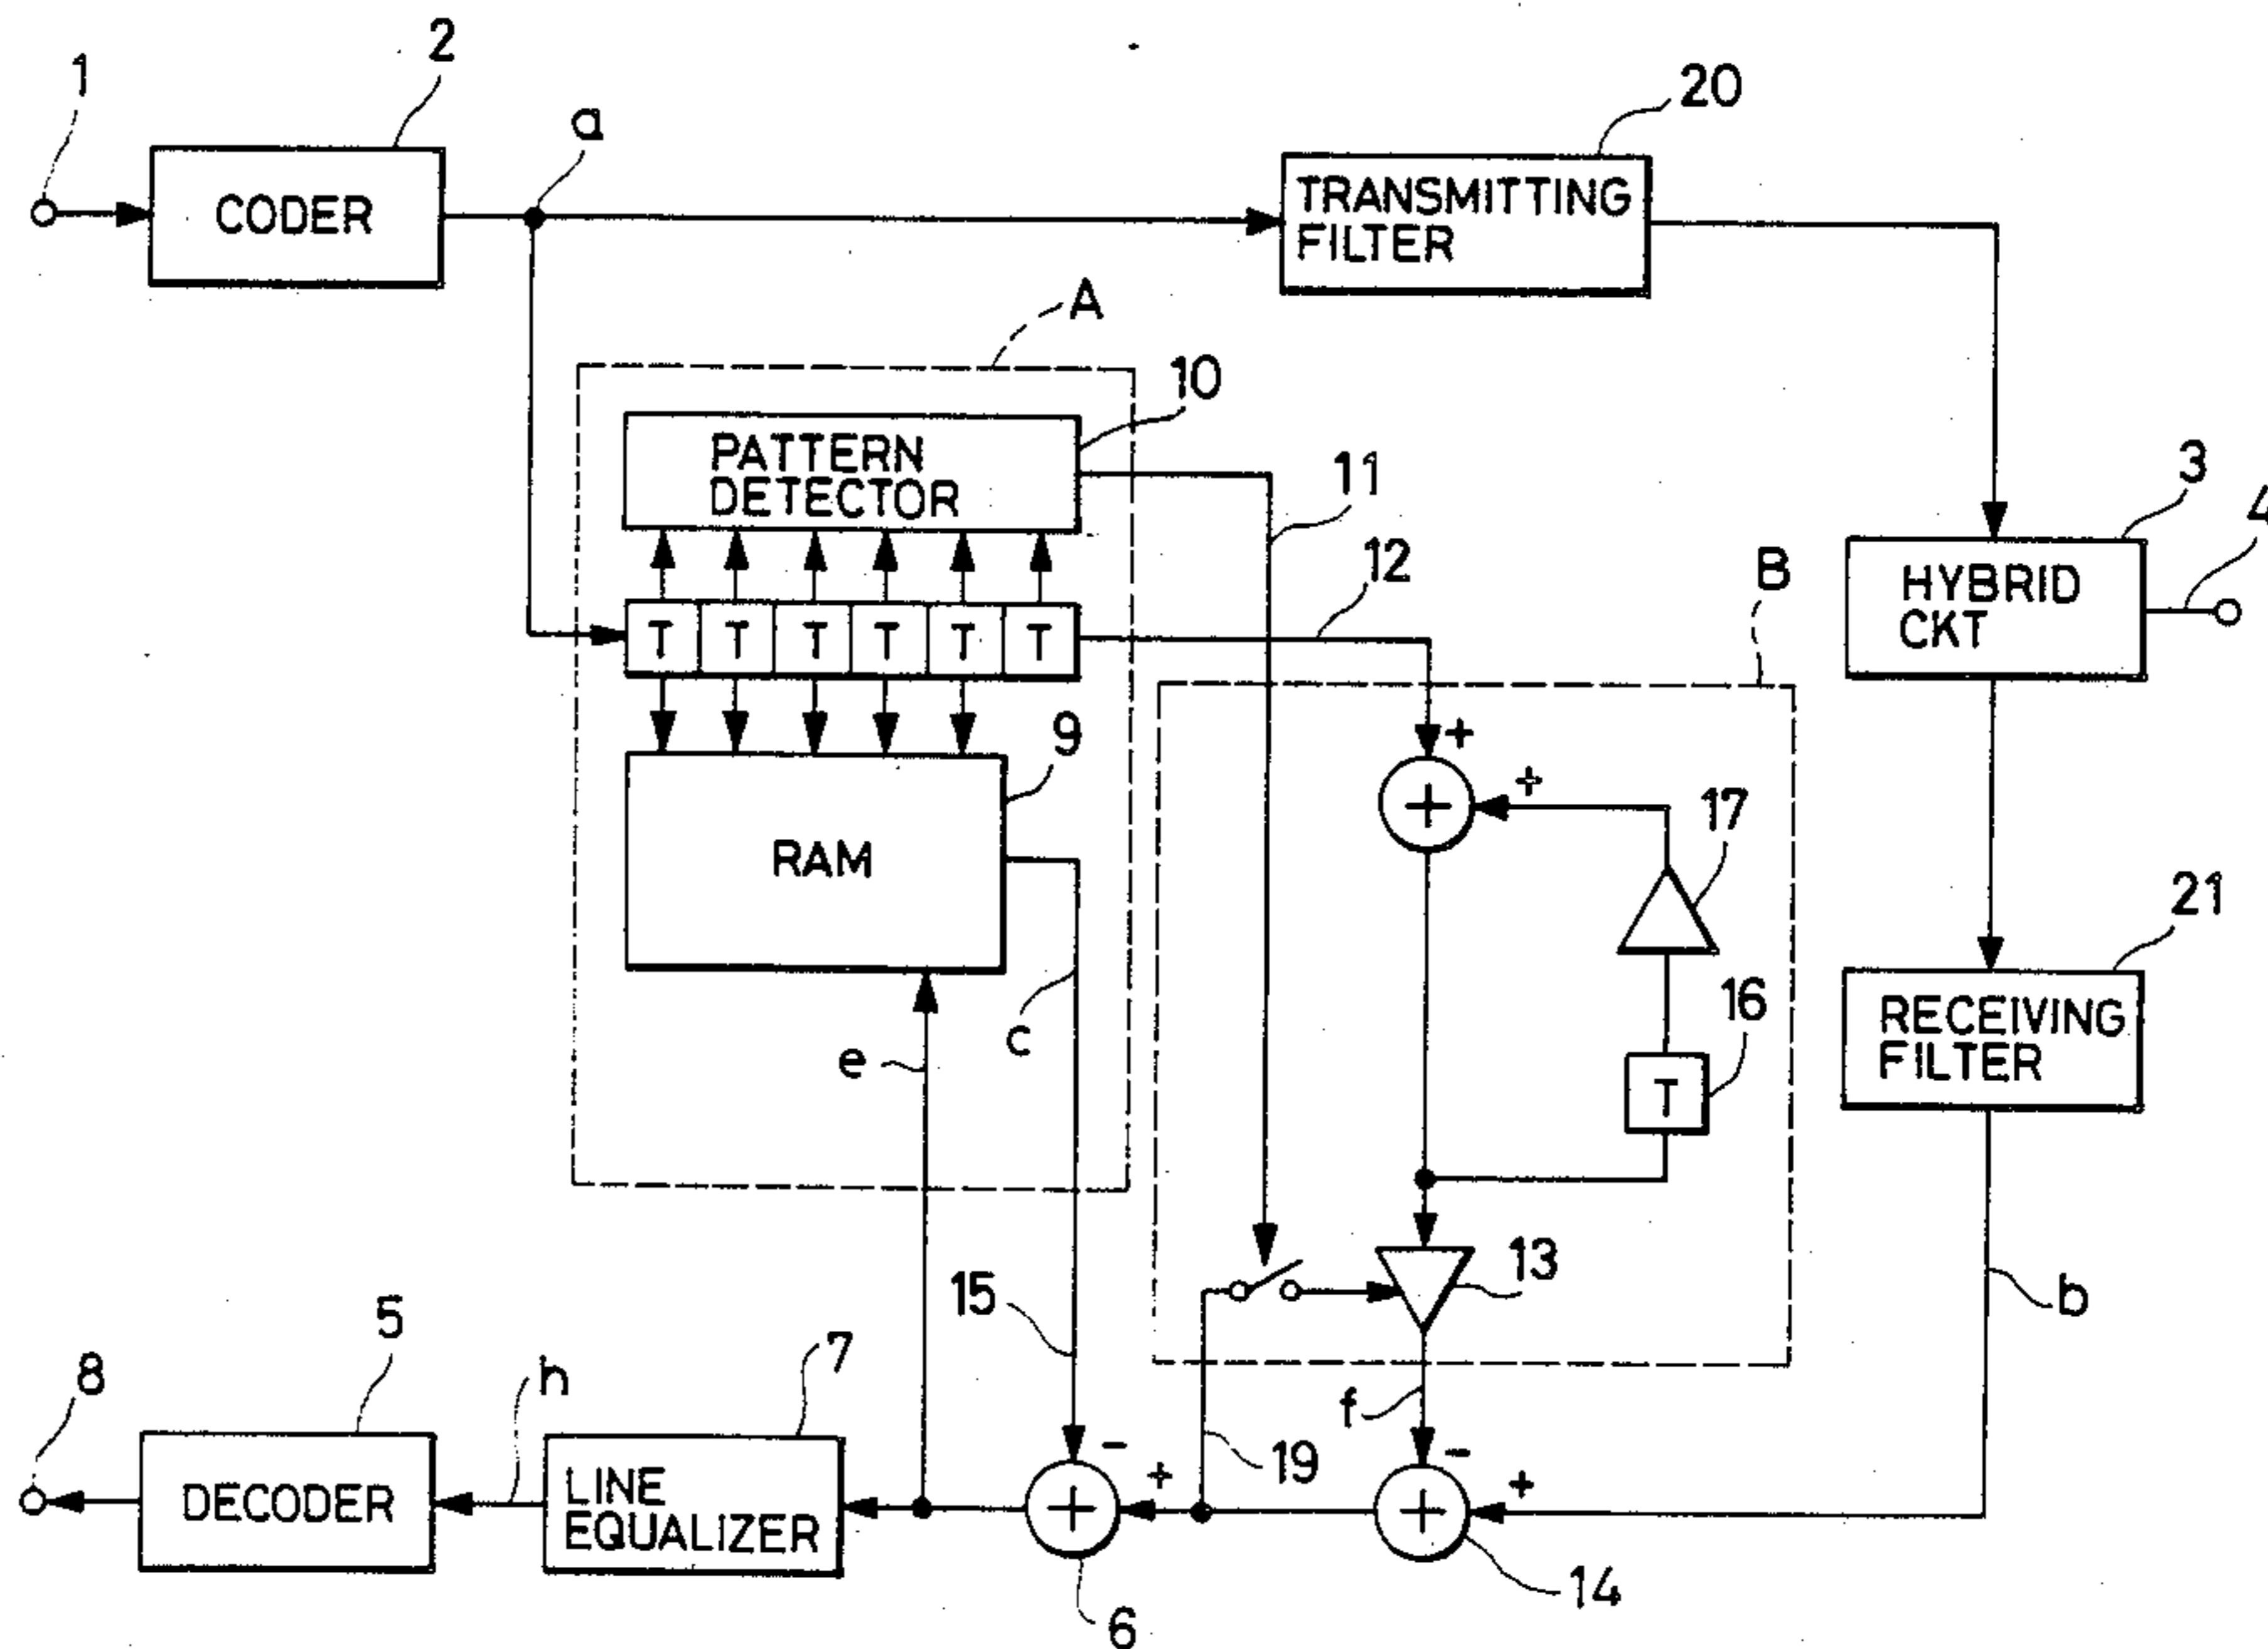 1
2
a
20
CODER
TRANSMITTING
FILTER
A
10
PATTERN
DETECTOR
11
12
3
4
HYBRID
CKT
B
T T T T T T
+
9
+
17
RAM
21
RECEIVING
FILTER
16
T
c
e
13
15
b
5
7
8
h
f
19
-
-
+
+
DECODER
LINE
EQUALIZER
+
+
14
6
+